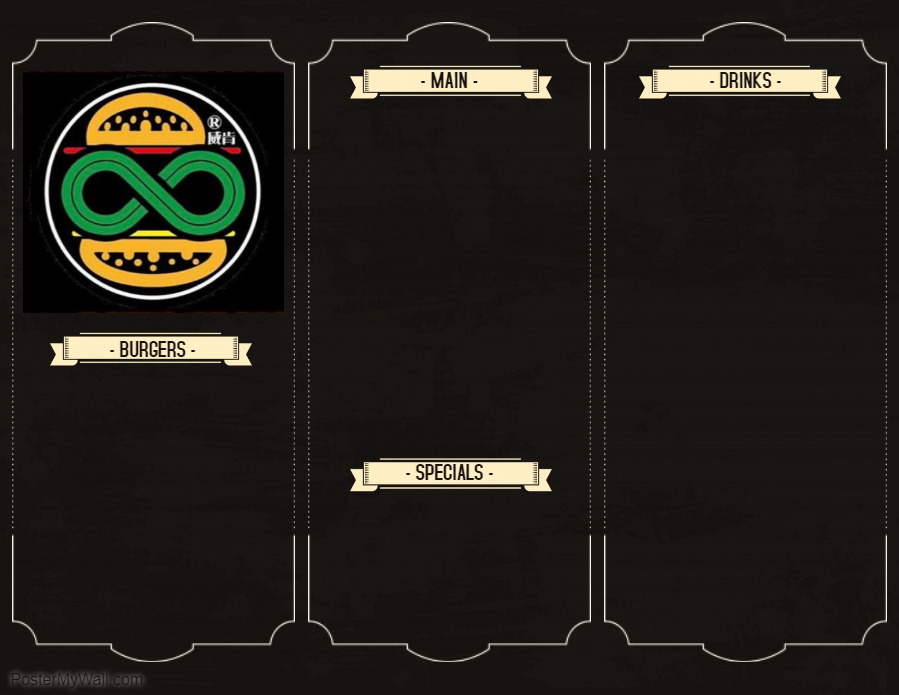 ®
威肯
- BURGERS -
- MAIN -
- SPECIALS -
- DRINKS -
PosterMyWall.com